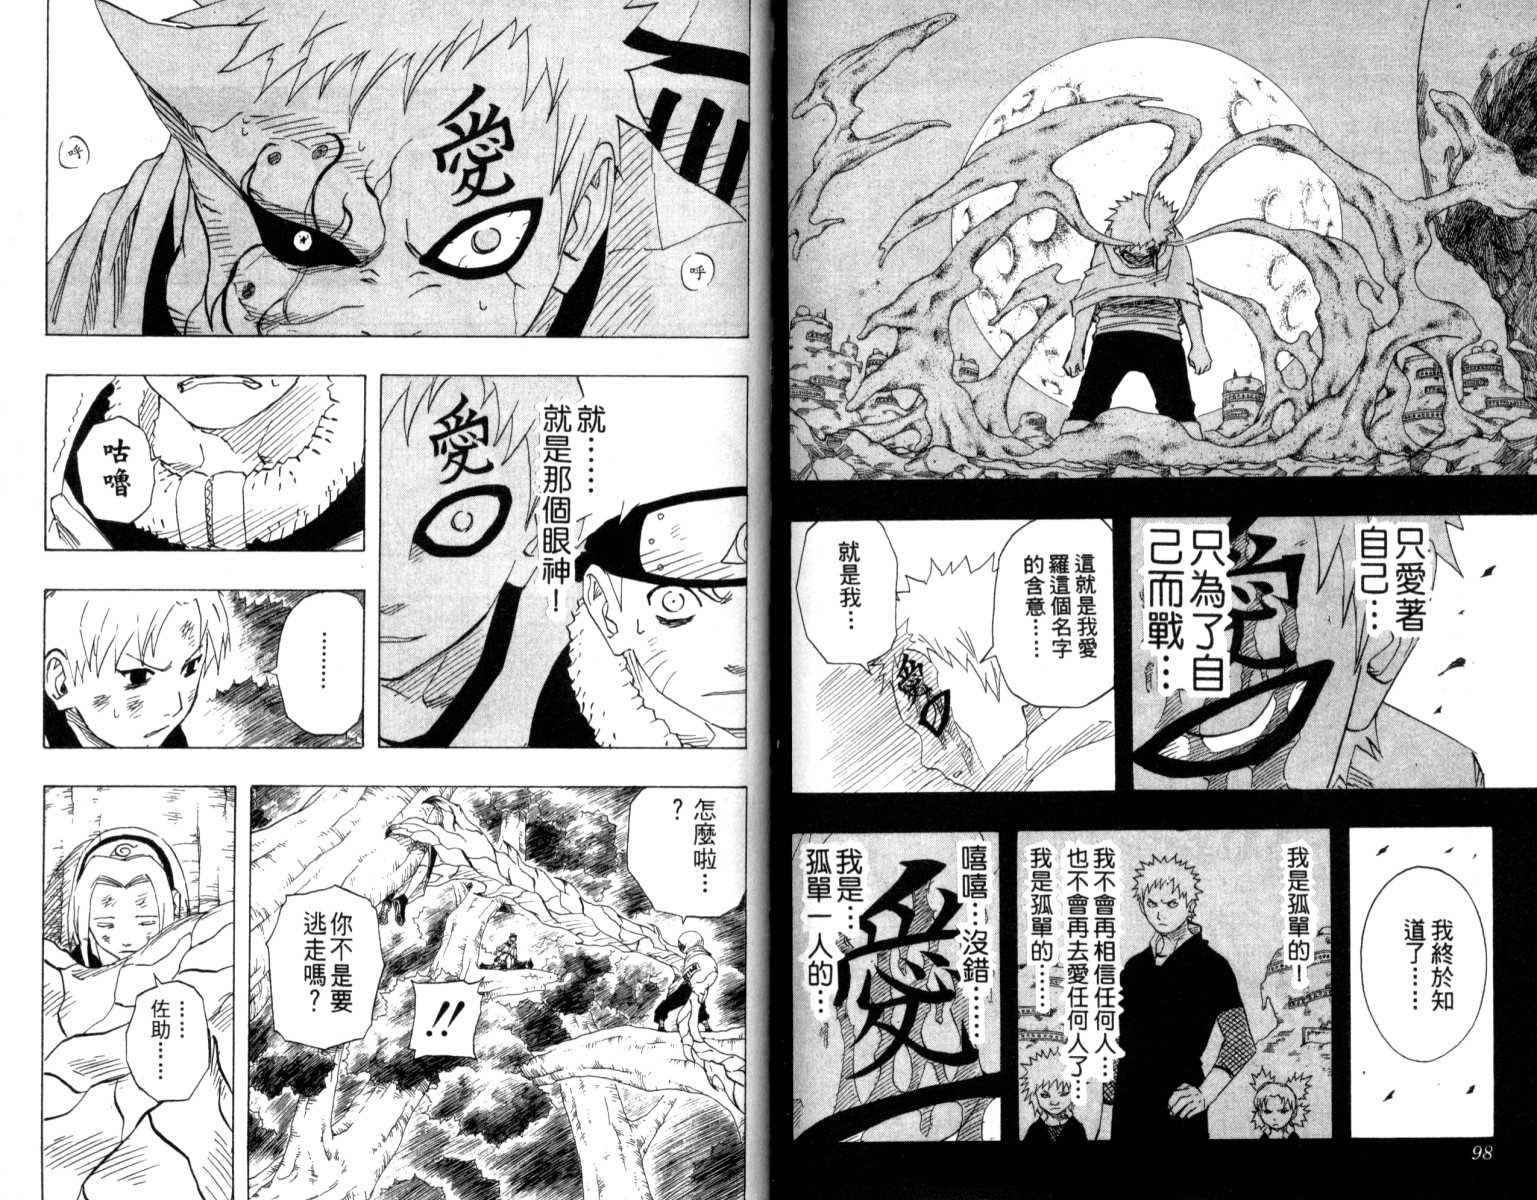 只愛著
自己…
只為了自
己而戰…
愛
這就是我愛
羅這個名字
的含意……
就是我…
愛
我終於知
道了……
我是孤單的！
我不會再相信任何人…
也不會再去愛任何人了…
我是孤單的……
嘻嘻…沒錯……
我是…
孤單一人的…
愛
98
愛
呼
呼
就……
就是那個眼神！
愛
咕嚕
…………
怎麼啦…
？
你不是要
逃走嗎？
!!
……
佐助……